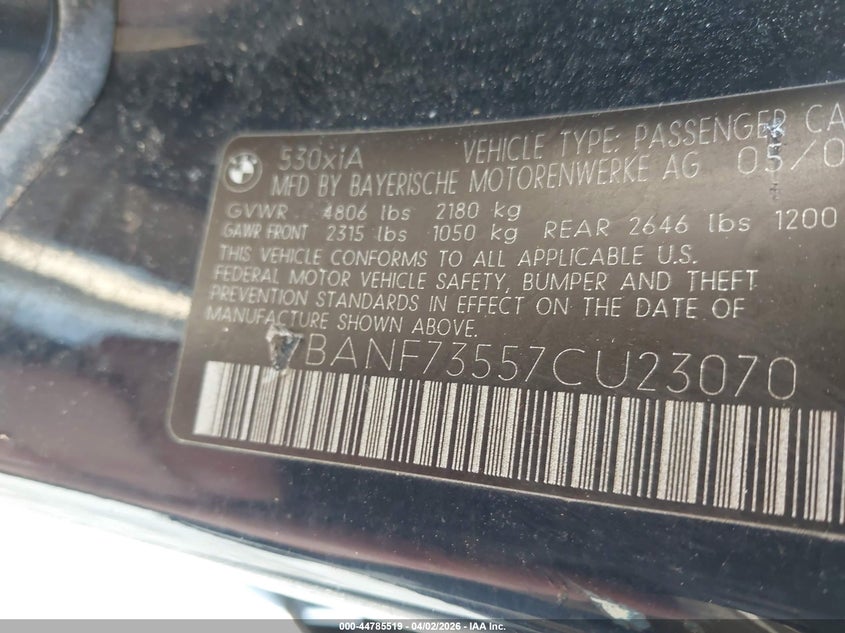 BMW
530xiA VEHICLE TYPE: PASSENGER CA
MFD BY BAYERISCHE MOTORENWERKE AG 05/0
GVWR 4806 lbs 2180 kg
GAWR FRONT 2315 lbs 1050 kg REAR 2646 lbs 1200
THIS VEHICLE CONFORMS TO ALL APPLICABLE U.S.
FEDERAL MOTOR VEHICLE SAFETY, BUMPER AND THEFT
PREVENTION STANDARDS IN EFFECT ON THE DATE OF
MANUFACTURE SHOWN ABOVE.
WBANF73557CU23070
000-44785519 - 04/02/2026 - IAA Inc.